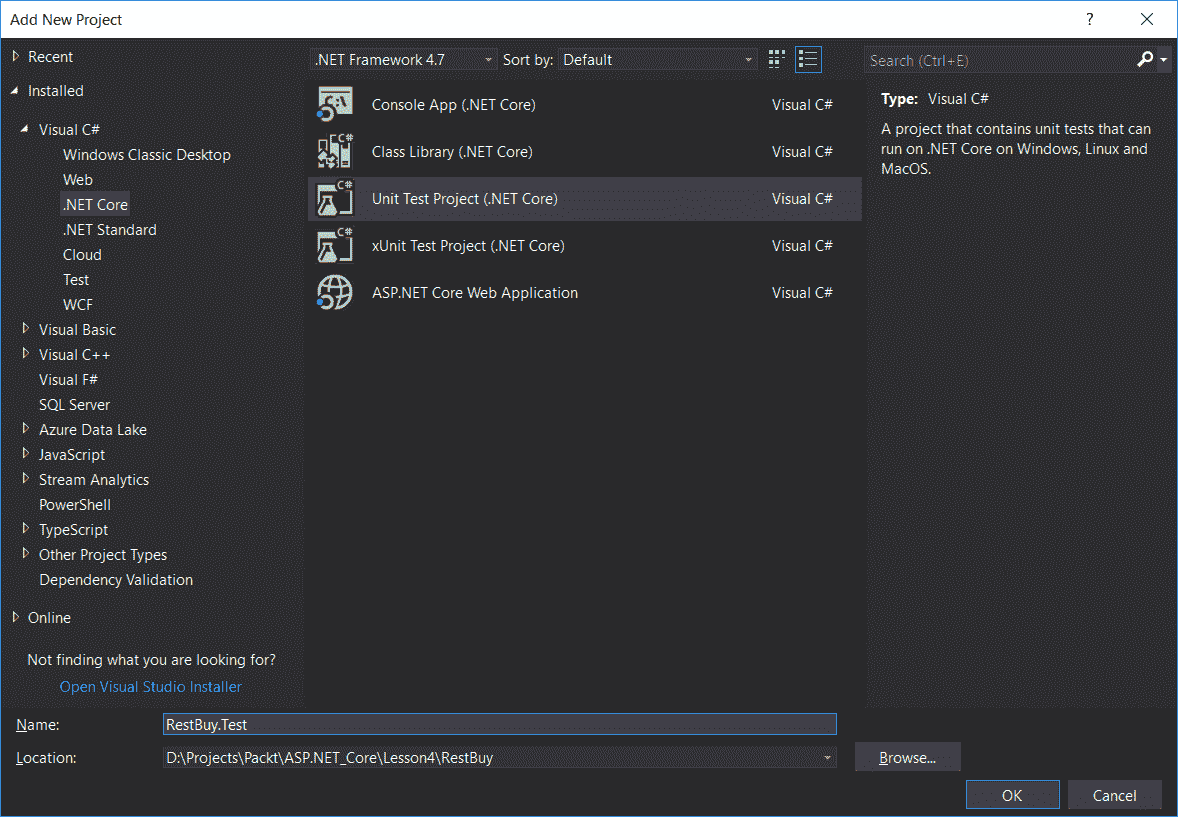 Add New Project
?
Recent
Installed
Visual C#
Windows Classic Desktop
Web
.NET Core
.NET Standard
Cloud
Test
WCF
Visual Basic
Visual C++
Visual F#
SQL Server
Azure Data Lake
JavaScript
Stream Analytics
PowerShell
TypeScript
Other Project Types
Dependency Validation
Online
Not finding what you are looking for?
Open Visual Studio Installer
.NET Framework 4.7 Sort by: Default
Console App (.NET Core) Visual C#
Class Library (.NET Core) Visual C#
C#
Unit Test Project (.NET Core) Visual C#
C#
xUnit Test Project (.NET Core) Visual C#
C#
ASP.NET Core Web Application Visual C#
Search (Ctrl+E)
Type: Visual C#
A project that contains unit tests that can
run on .NET Core on Windows, Linux and
MacOS.
Name: RestBuy.Test
Location: D:\Projects\Packt\ASP.NET_Core\Lesson4\RestBuy
Browse...
OK Cancel